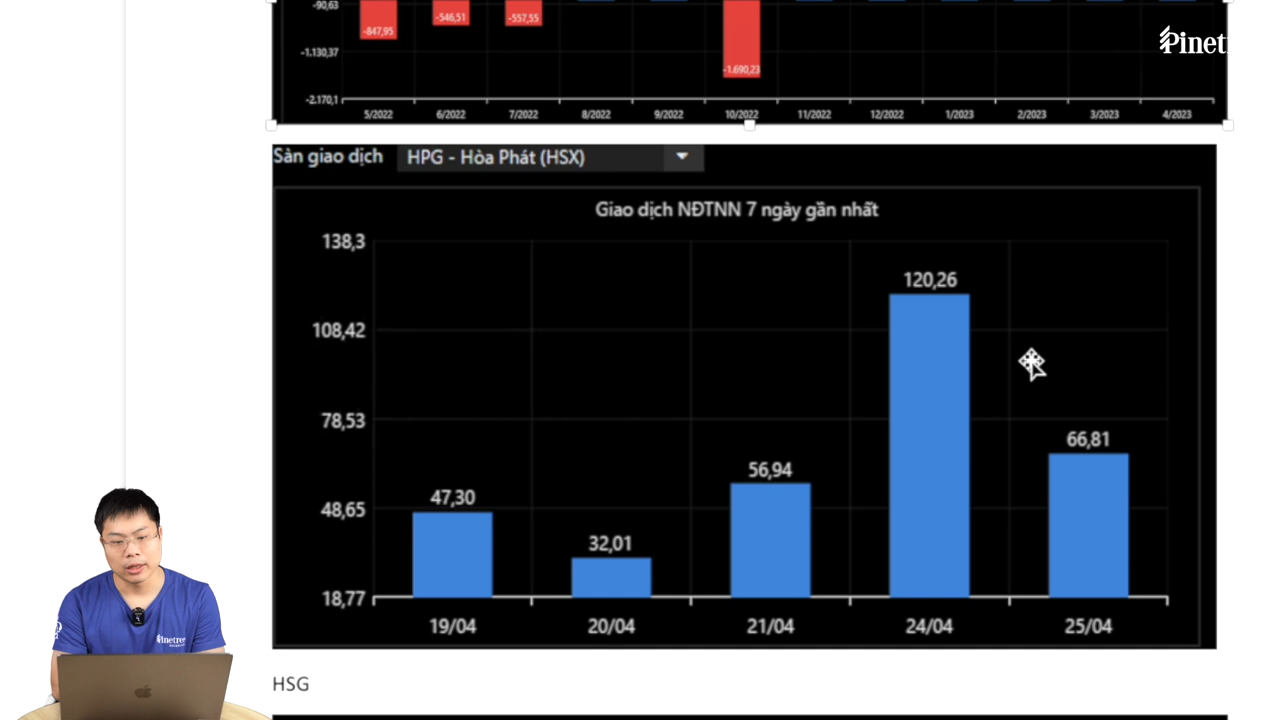 -90,63
-847,95
-546,51
-557,55
-1.690,23
-1.130,37
-2.170,1
5/2022 6/2022 7/2022 8/2022 9/2022 10/2022 11/2022 12/2022 1/2023 2/2023 3/2023 4/2023
Sàn giao dịch HPG - Hòa Phát (HSX)
Giao dịch NĐTNN 7 ngày gần nhất
138,3
108,42
78,53
48,65
18,77
47,30
32,01
56,94
120,26
66,81
19/04 20/04 21/04 24/04 25/04
HSG
Pinetree